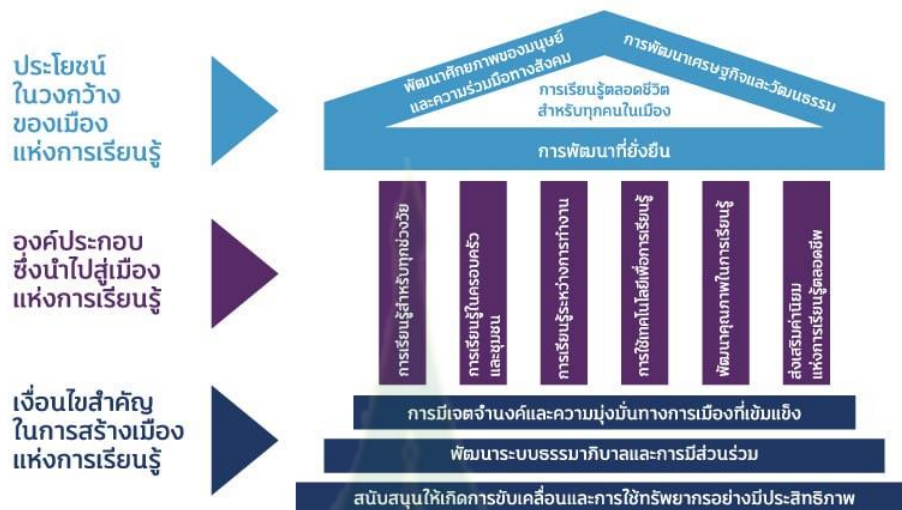 ประโยชน์
ในวงกว้าง
ของเมือง
แห่งการเรียนรู้
พัฒนาศักยภาพของมนุษย์
และความร่วมมือทางสังคม
การพัฒนาเศรษฐกิจและวัฒนธรรม
การเรียนรู้ตลอดชีวิต
สำหรับทุกคนในเมือง
การพัฒนาที่ยั่งยืน
องค์ประกอบ
ซึ่งนำไปสู่เมือง
แห่งการเรียนรู้
การเรียนรู้สำหรับทุกช่วงวัย
การเรียนรู้ในครอบครัว
และชุมชน
การเรียนรู้ระหว่างการทำงาน
การใช้เทคโนโลยีเพื่อการเรียนรู้
พัฒนาคุณภาพในการเรียนรู้
ส่งเสริมค่านิยม
แห่งการเรียนรู้ตลอดชีพ
เงื่อนไขสำคัญ
ในการสร้างเมือง
แห่งการเรียนรู้
การมีเจตจำนงค์และความมุ่งมั่นทางการเมืองที่เข้มแข็ง
พัฒนาระบบธรรมาภิบาลและการมีส่วนร่วม
สนับสนุนให้เกิดการขับเคลื่อนและการใช้ทรัพยากรอย่างมีประสิทธิภาพ